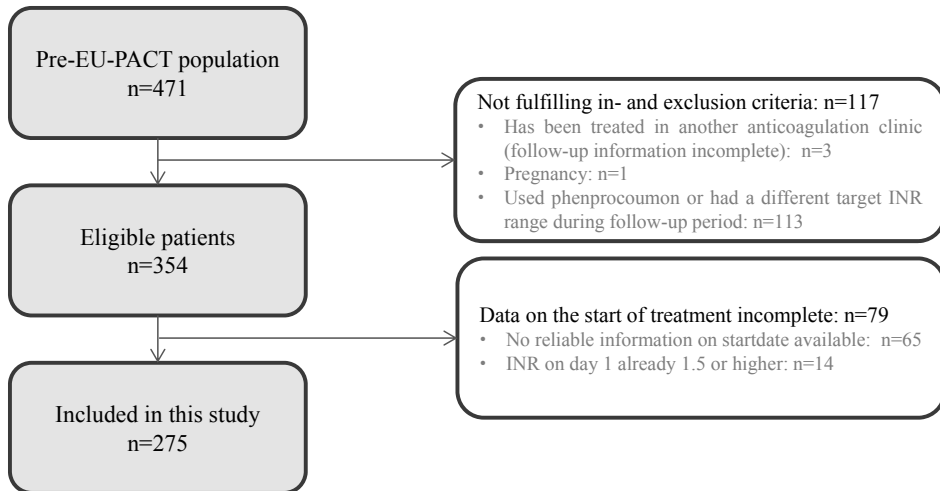 Pre-EU-PACT population
n=471
Not fulfilling in- and exclusion criteria: n=117
• Has been treated in another anticoagulation clinic
(follow-up information incomplete): n=3
• Pregnancy: n=1
• Used phenprocoumon or had a different target INR
range during follow-up period: n=113
Eligible patients
n=354
Data on the start of treatment incomplete: n=79
• No reliable information on startdate available: n=65
• INR on day 1 already 1.5 or higher: n=14
Included in this study
n=275